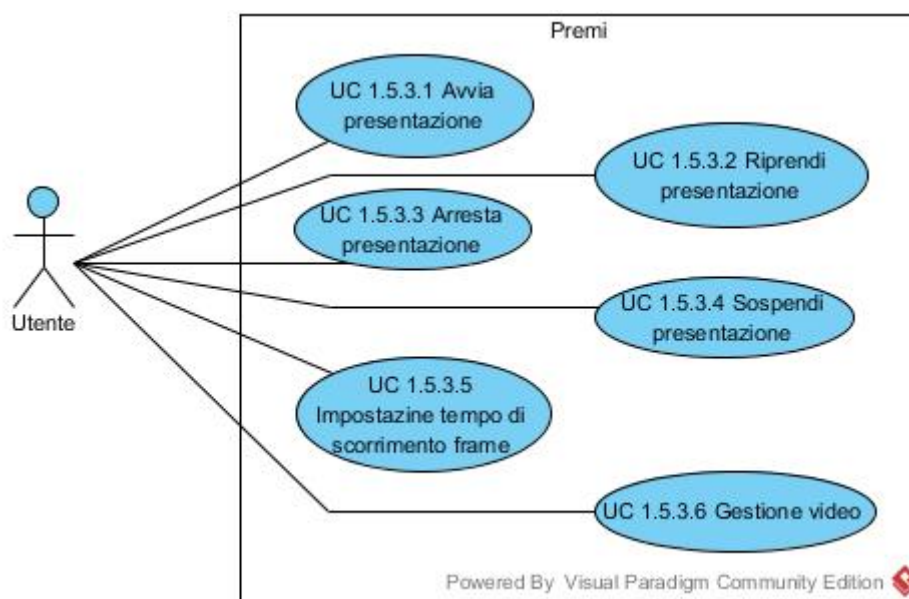 Premi
UC 1.5.3.1 Avvia
presentazione
UC 1.5.3.2 Riprendi
presentazione
UC 1.5.3.3 Arresta
presentazione
Utente
UC 1.5.3.4 Sospendi
presentazione
UC 1.5.3.5
Impostazine tempo di
scorrimento frame
UC 1.5.3.6 Gestione video
Powered By Visual Paradigm Community Edition